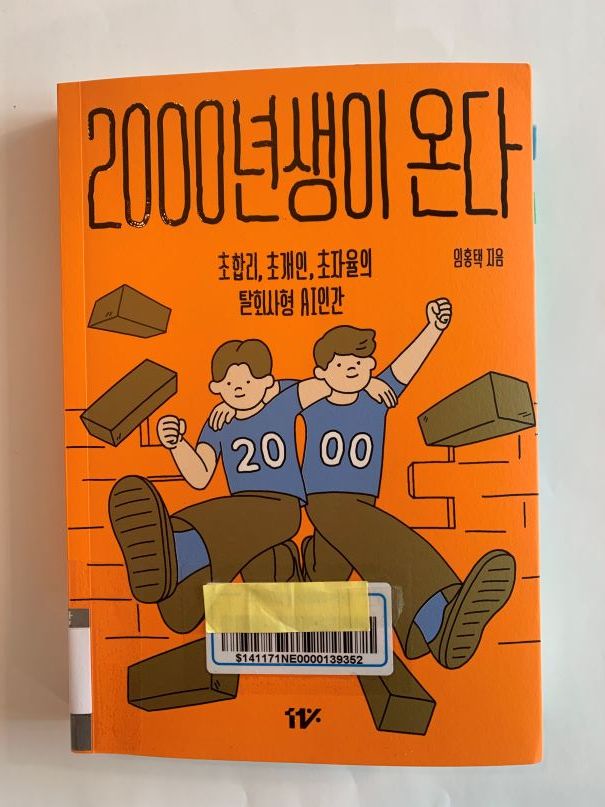 2000년생이 온다
초합리, 초개인, 초자율의
탈회사형 AI인간
임홍택 지음
20 00
$141171NE0000139352
11%